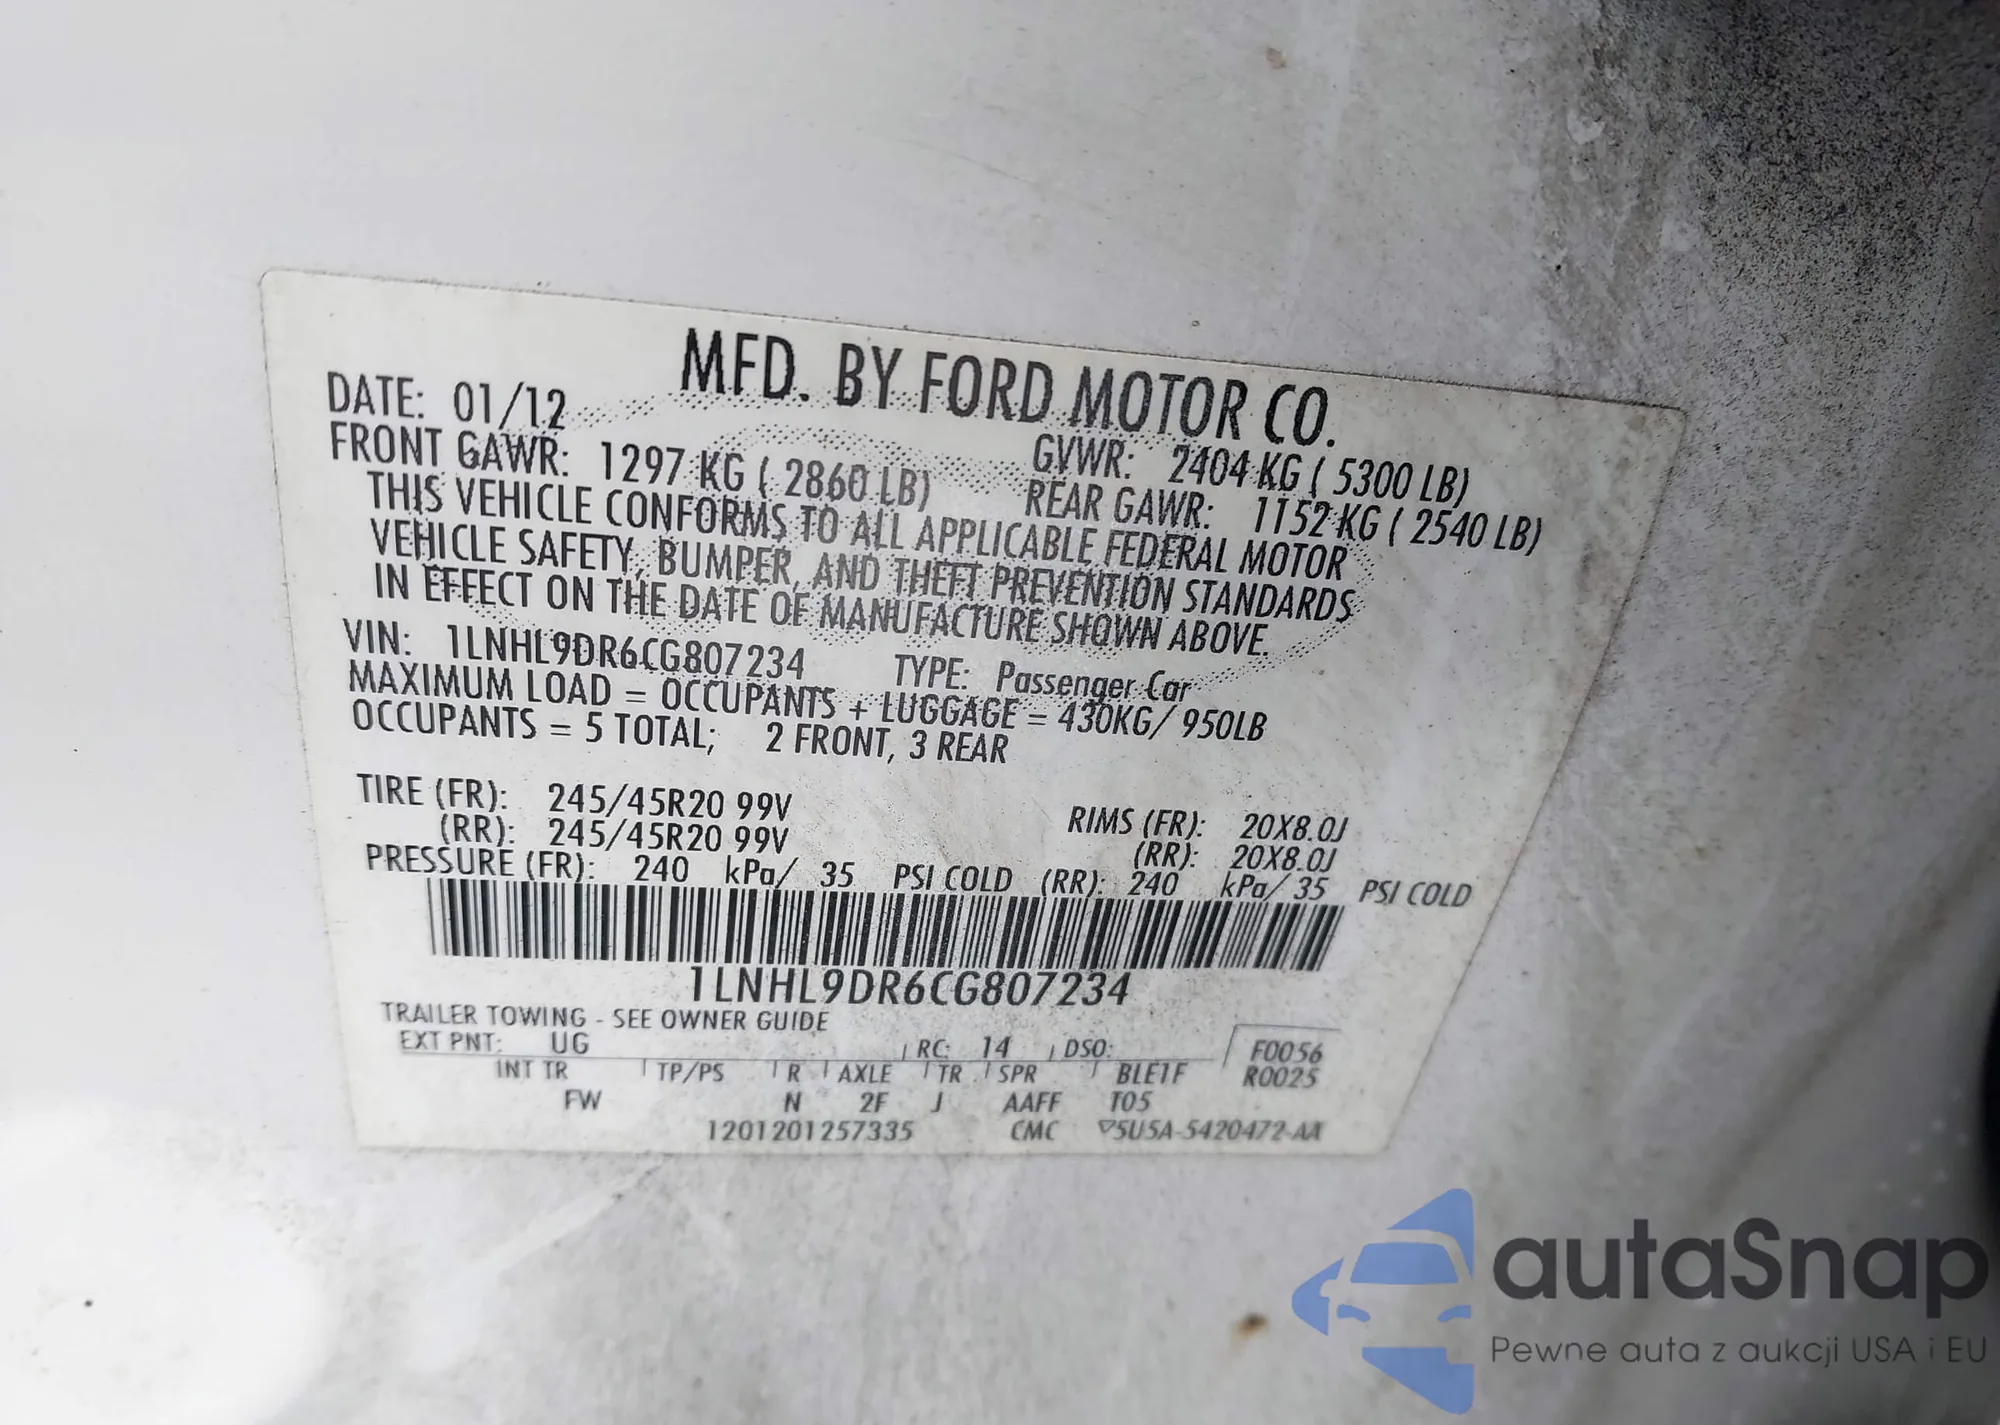 MFD. BY FORD MOTOR CO.
DATE: 01/12 GVWR: 2404 KG ( 5300 LB)
FRONT GAWR: 1297 KG ( 2860 LB) REAR GAWR: 1152 KG ( 2540 LB)
THIS VEHICLE CONFORMS TO ALL APPLICABLE FEDERAL MOTOR
VEHICLE SAFETY, BUMPER, AND THEFT PREVENTION STANDARDS
IN EFFECT ON THE DATE OF MANUFACTURE SHOWN ABOVE.
VIN: 1LNHL9DR6CG807234 TYPE: Passenger Car
MAXIMUM LOAD = OCCUPANTS + LUGGAGE = 430KG/ 950LB
OCCUPANTS = 5 TOTAL; 2 FRONT, 3 REAR
TIRE (FR): 245/45R20 99V RIMS (FR): 20X8.0J
(RR): 245/45R20 99V (RR): 20X8.0J
PRESSURE (FR): 240 kPa/ 35 PSI COLD (RR): 240 kPa/ 35 PSI COLD
1LNHL9DR6CG807234
TRAILER TOWING - SEE OWNER GUIDE
EXT PNT: UG RC: 14 DSO: F0056
INT TR TP/PS R AXLE TR SPR BLE1F R0025
FW N 2F J AAFF T05
1201201257335 CMC ▽5U5A-5420472-AA
autaSnap
Pewne auta z aukcji USA i EU